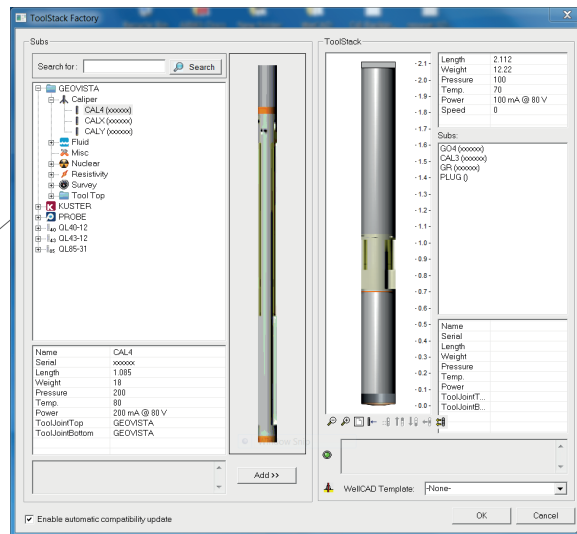 ToolStack Factory
X
Subs
Search for :
Search
GEOVISTA
Caliper
CAL4 (xxxxxx)
CALX (xxxxxx)
CALY (xxxxxx)
Fluid
Misc
Nuclear
Resistivity
Survey
Tool Top
KUSTER
PROBE
40 QL40-12
43 QL43-12
85 QL85-31
Name CAL4
Serial xxxxxx
Length 1.085
Weight 18
Pressure 200
Temp. 80
Power 200 mA @ 80 V
ToolJointTop GEOVISTA
ToolJointBottom GEOVISTA
Add >>
Enable automatic compatibility update
ToolStack
- 2.1 -
- 2.0 -
- 1.9 -
- 1.8 -
- 1.7 -
- 1.6 -
- 1.5 -
- 1.4 -
- 1.3 -
- 1.2 -
- 1.1 -
- 1.0 -
- 0.9 -
- 0.8 -
- 0.7 -
- 0.6 -
- 0.5 -
- 0.4 -
- 0.3 -
- 0.2 -
- 0.1 -
- 0.0 -
Length 2.112
Weight 12.22
Pressure 100
Temp. 70
Power 100 mA @ 80 V
Speed 0
Subs:
GO4 (xxxxxx)
CAL3 (xxxxxx)
GR (xxxxxx)
PLUG ()
Name
Serial
Length
Weight
Pressure
Temp.
Power
ToolJointT...
ToolJointB...
WellCAD Template: -None-
OK Cancel